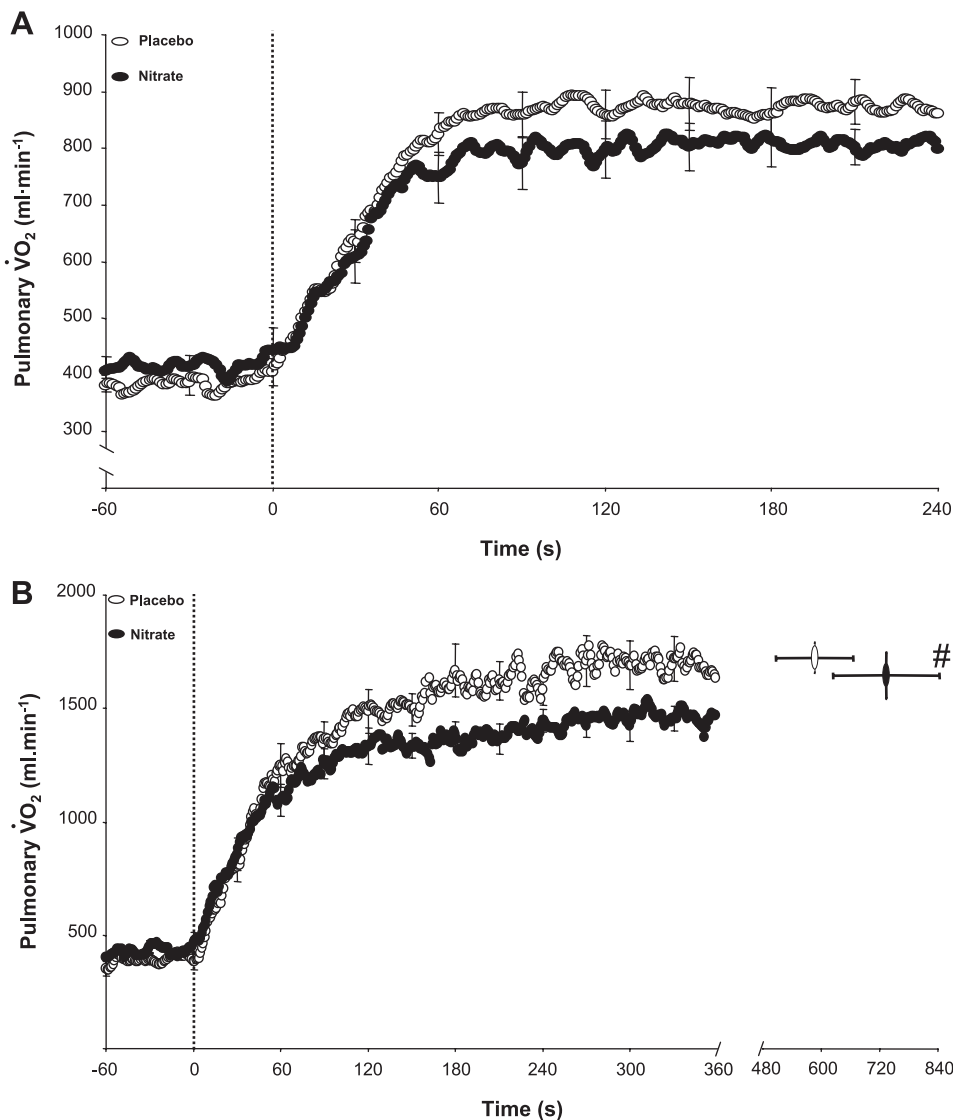 A
1000
Placebo
Nitrate
900
800
700
600
500
400
300
Pulmonary V̇O₂ (ml·min⁻¹)
-60 0 60 120 180 240
Time (s)
B
2000
Placebo
Nitrate
#
1500
1000
500
Pulmonary V̇O₂ (ml.min⁻¹)
-60 0 60 120 180 240 300 360 480 600 720 840
Time (s)